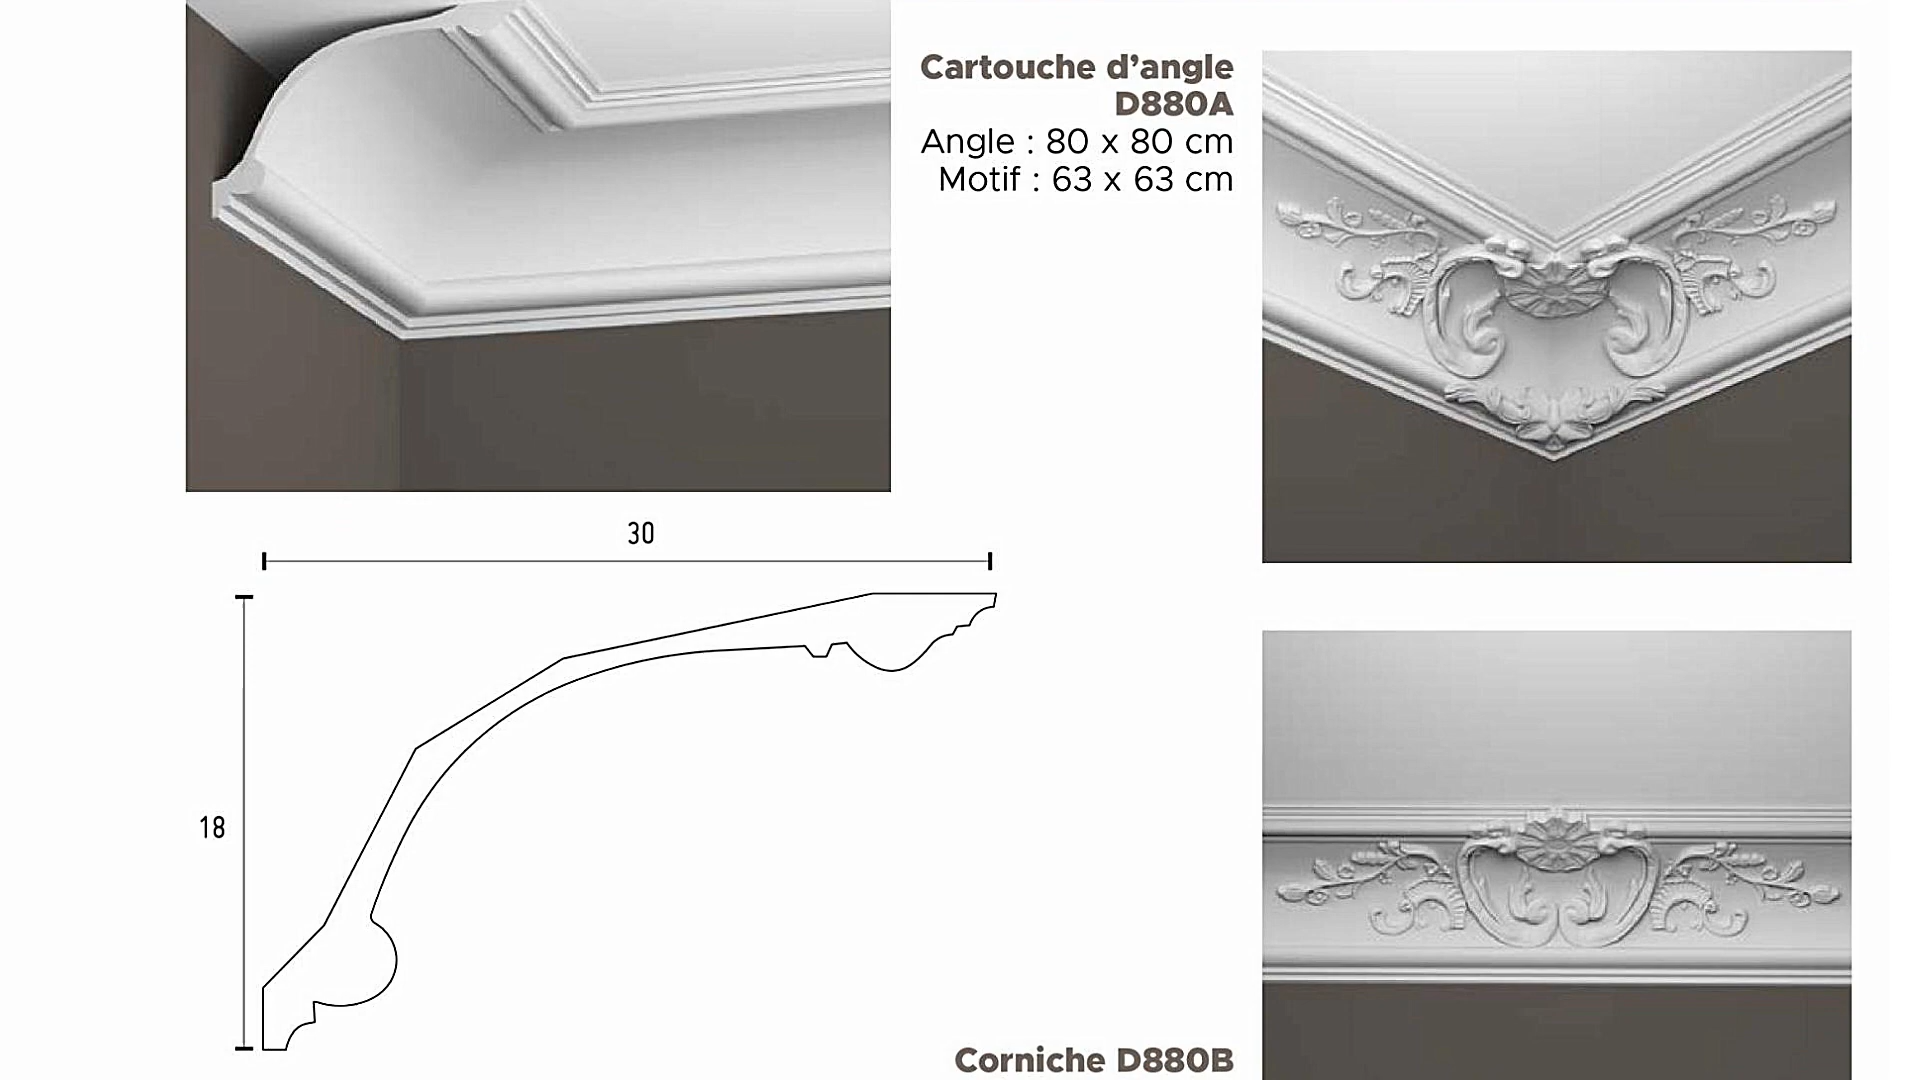 Cartouche d’angle
D880A
Angle : 80 x 80 cm
Motif : 63 x 63 cm
30
18
Corniche D880B